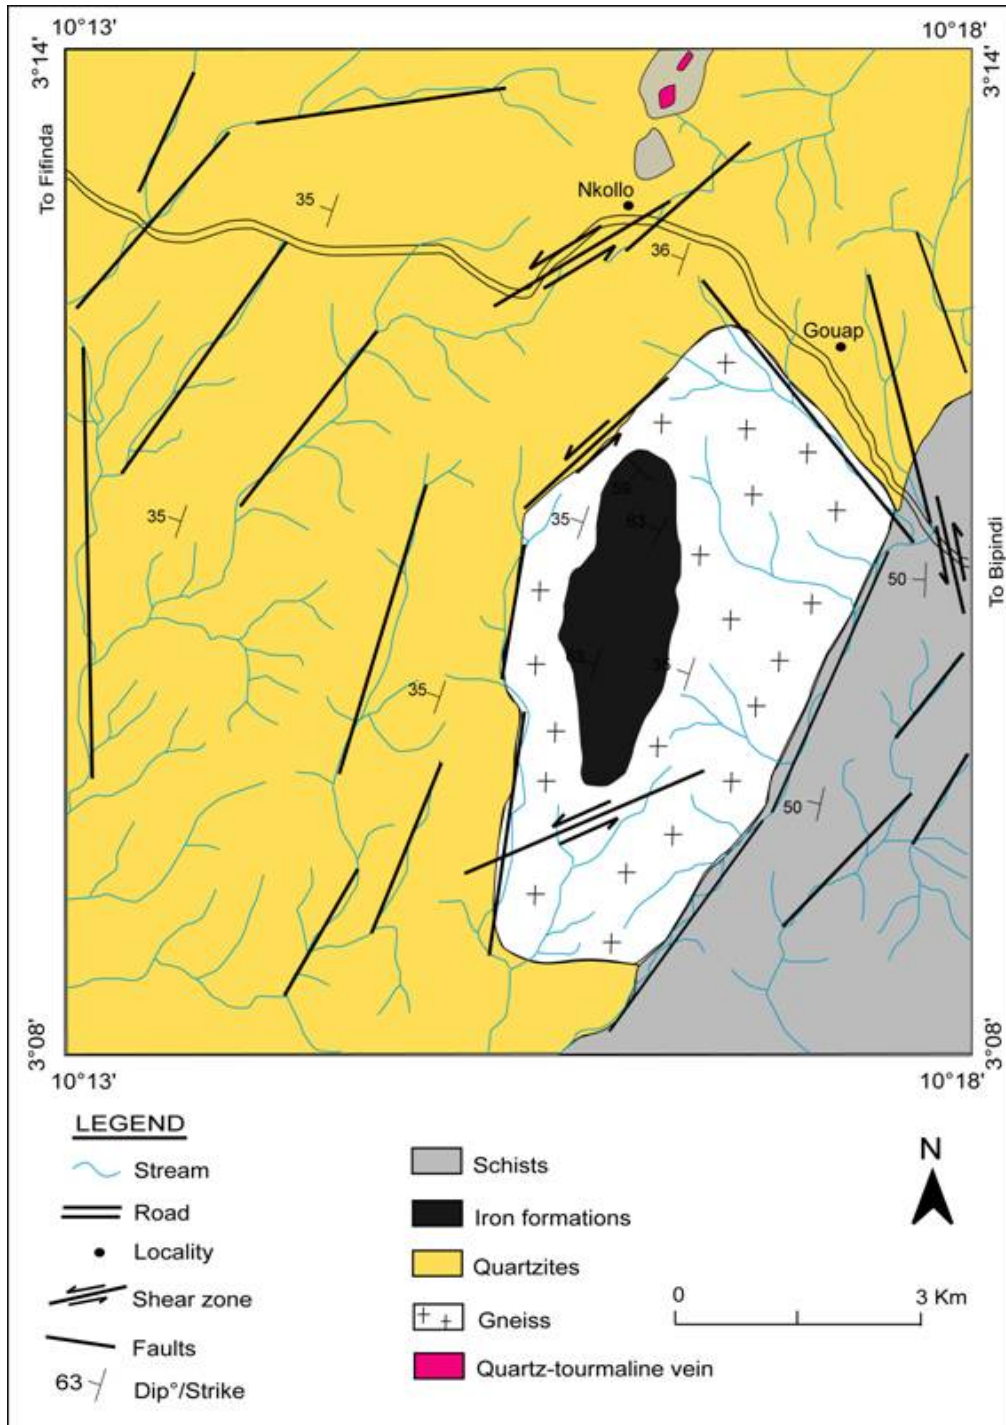 10°13'
10°18'
3°14'
3°14'
To Fifinda
35
Nkollo
36
Gouap
59
35
63
35
To Bipindi
50
63
35
35
50
3°08'
3°08'
10°13'
10°18'
LEGEND
Stream
Road
Locality
Shear zone
Faults
63 Dip°/Strike
Schists
Iron formations
Quartzites
Gneiss
Quartz-tourmaline vein
N
0 3 Km